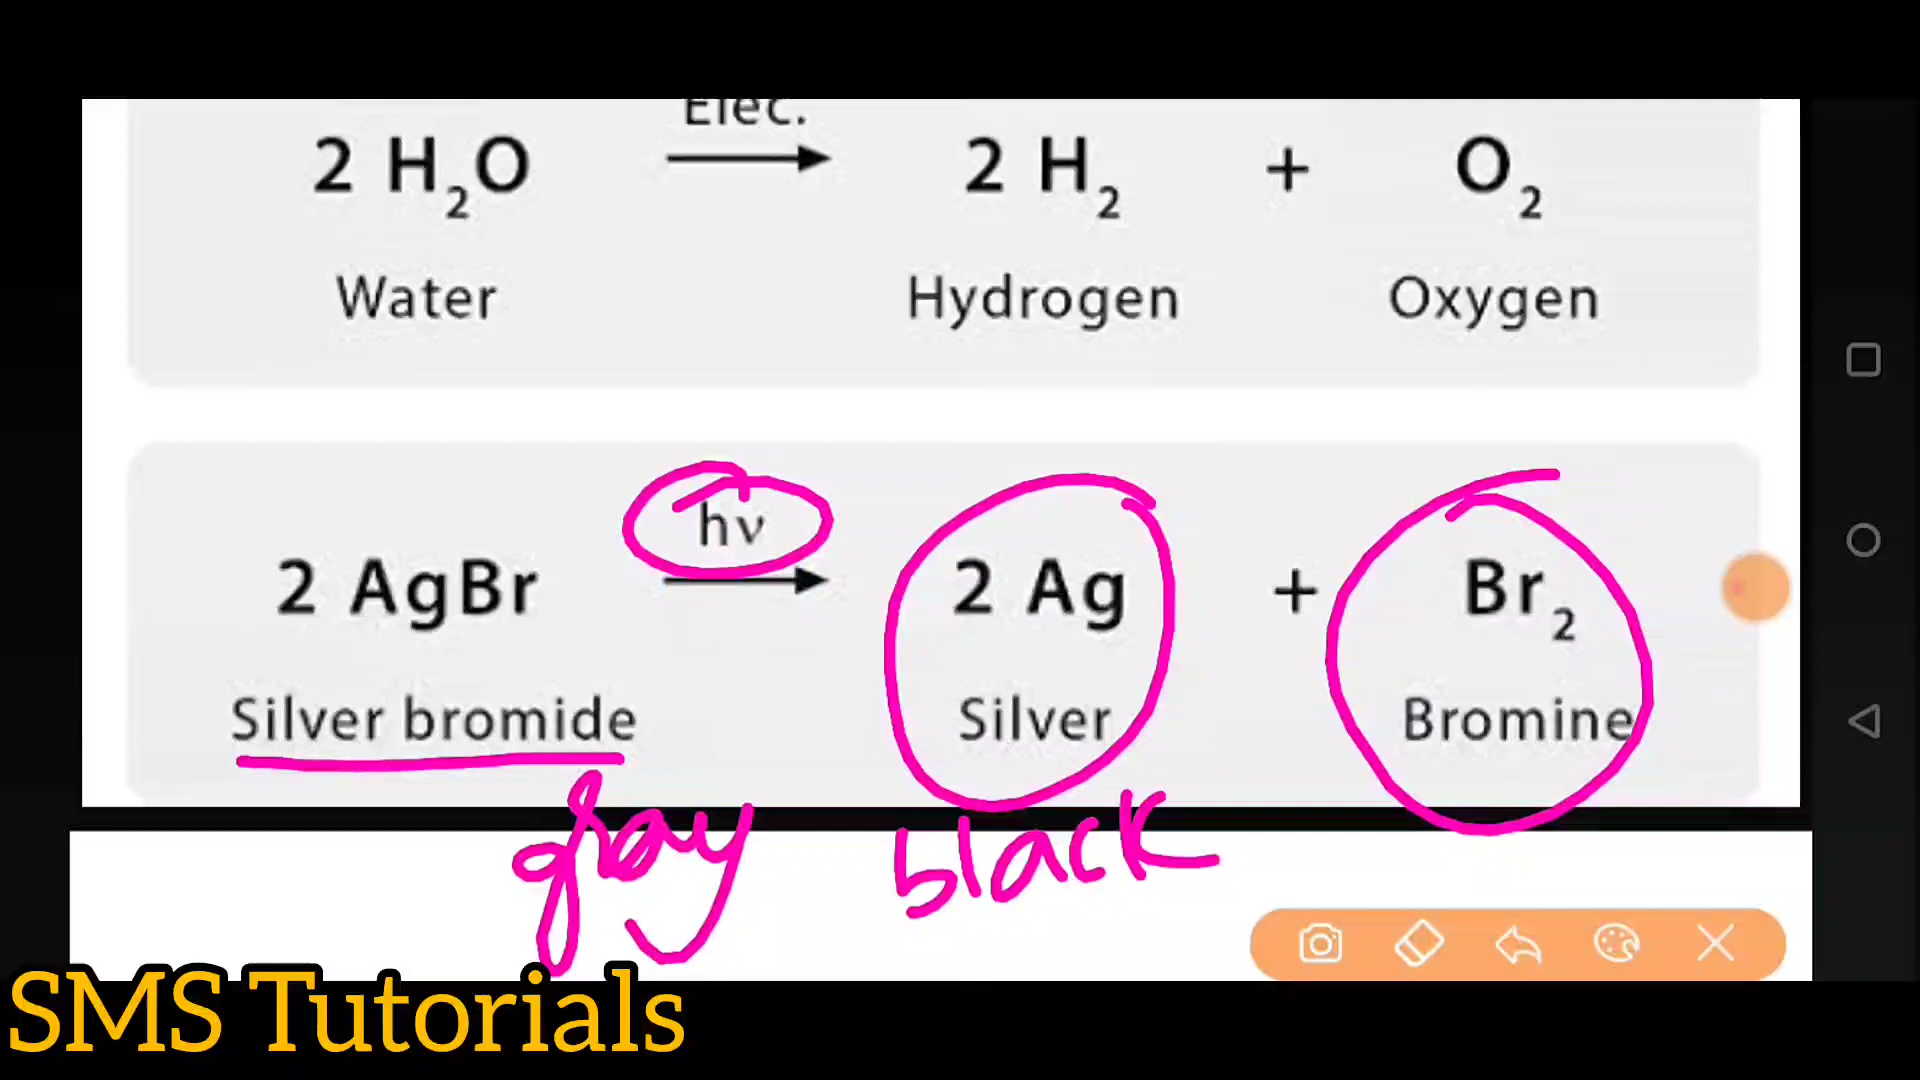 Elec.
2 H₂O → 2 H₂ + O₂
Water Hydrogen Oxygen
hν
2 AgBr → 2 Ag + Br₂
Silver bromide Silver Bromine
gray black
SMS Tutorials